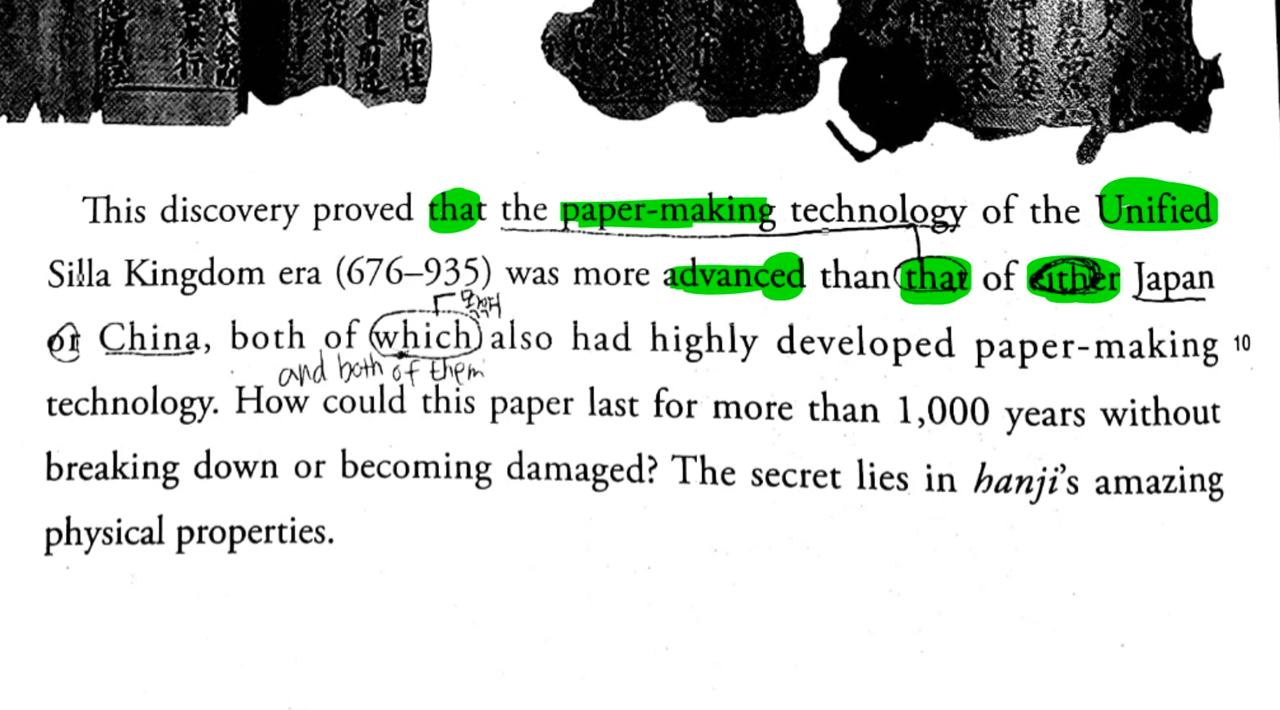 This discovery proved that the paper-making technology of the Unified
Silla Kingdom era (676–935) was more advanced than that of either Japan
or China, both of which also had highly developed paper-making 10
and both of them
technology. How could this paper last for more than 1,000 years without
breaking down or becoming damaged? The secret lies in hanji's amazing
physical properties.